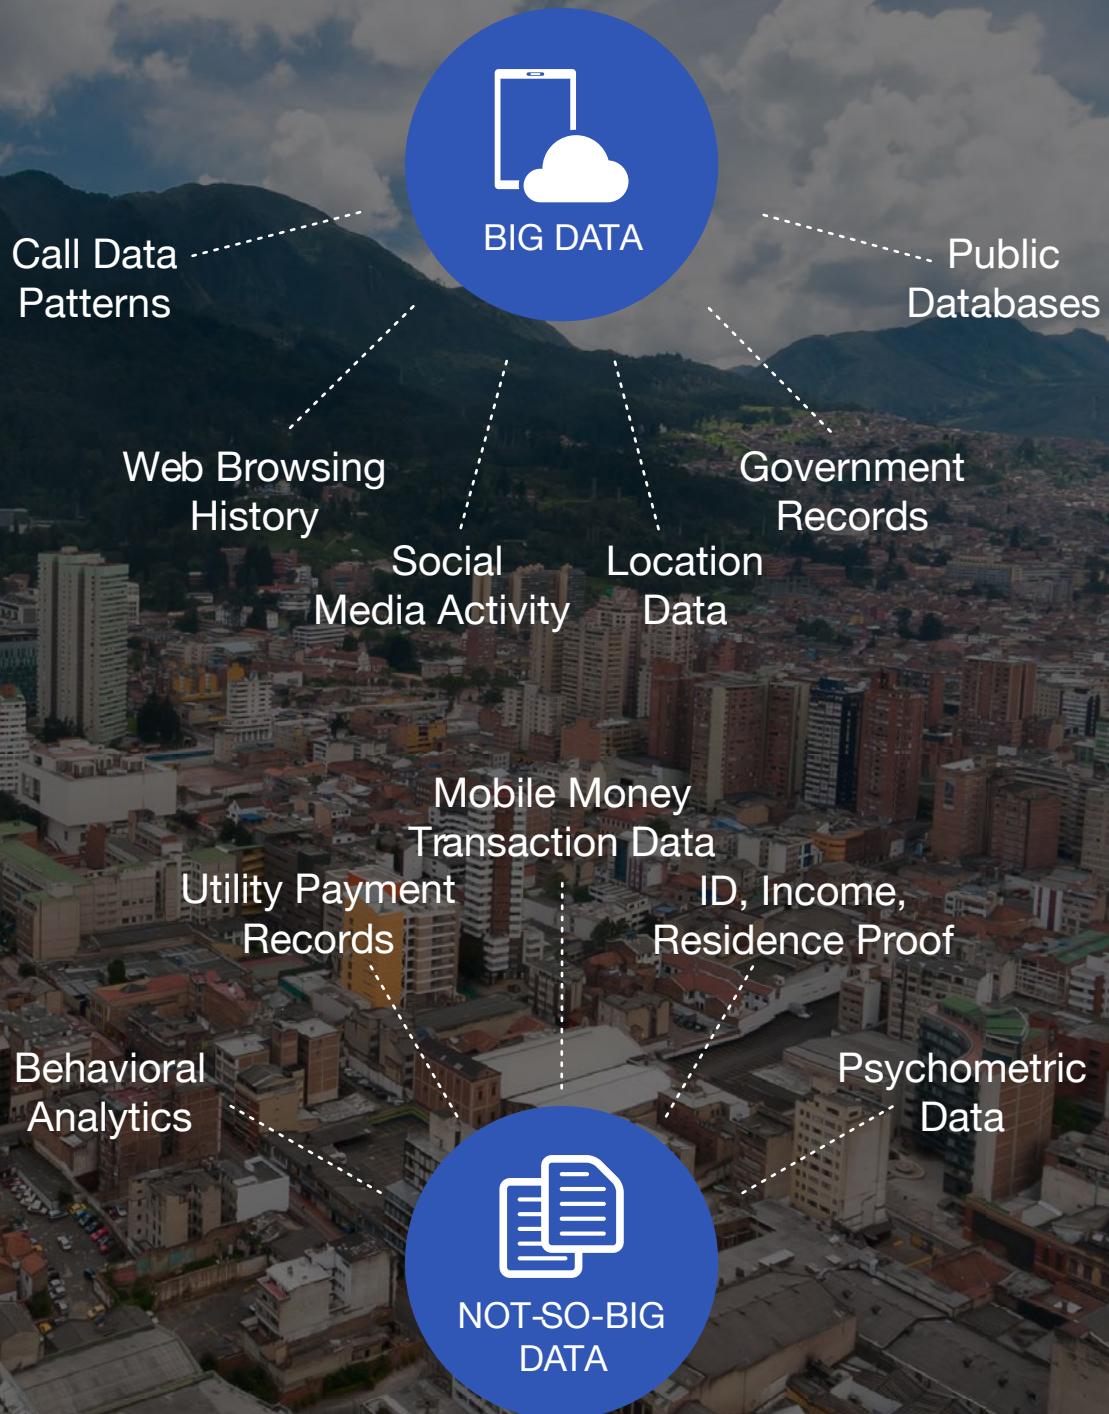 BIG DATA
Call Data
Patterns
Public
Databases
Web Browsing
History
Government
Records
Social
Media Activity
Location
Data
Mobile Money
Transaction Data
Utility Payment
Records
ID, Income,
Residence Proof
Behavioral
Analytics
Psychometric
Data
NOT-SO-BIG
DATA